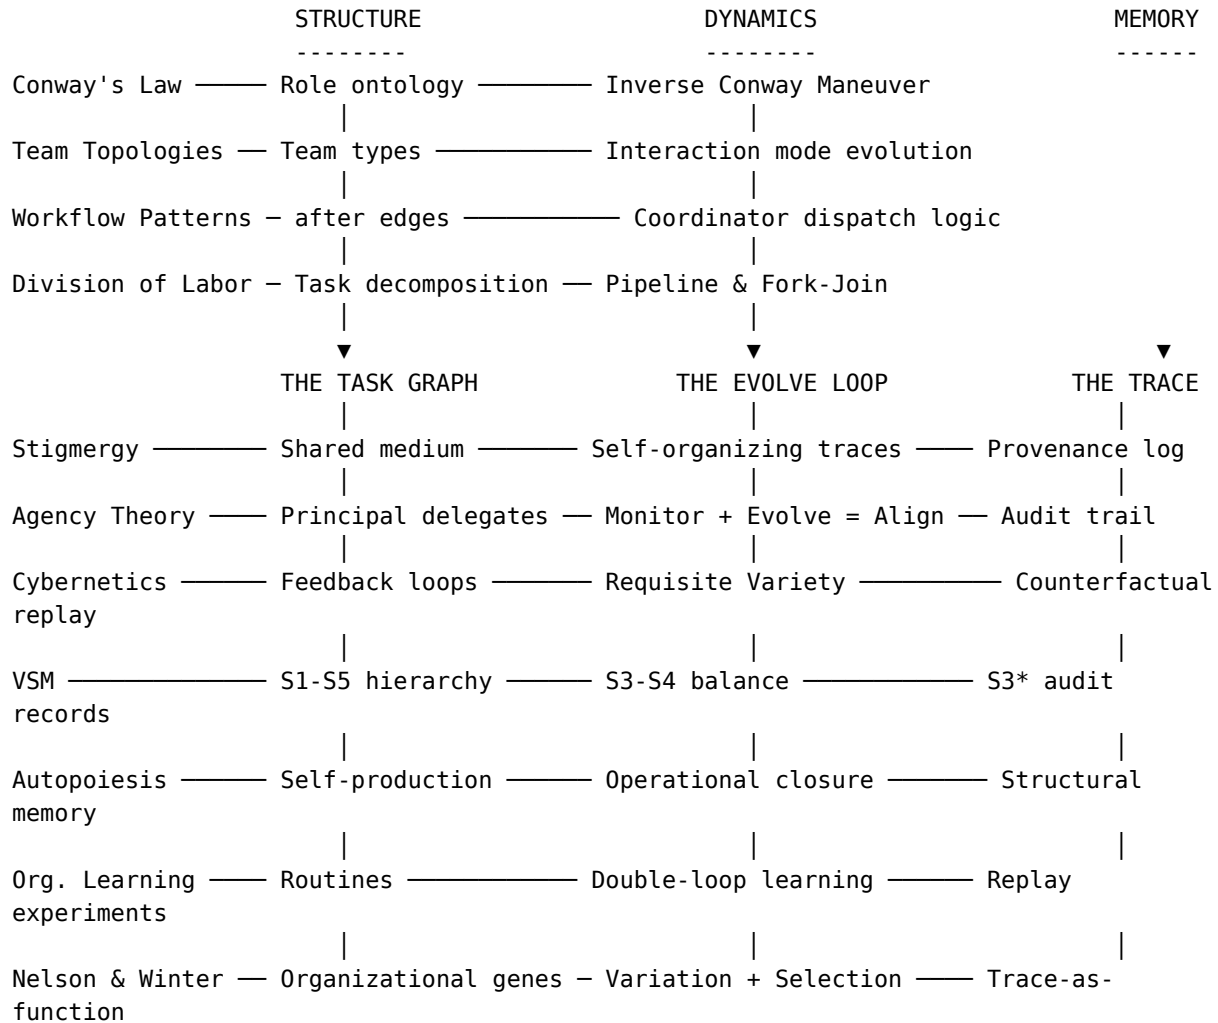 STRUCTURE DYNAMICS MEMORY
-------- -------- ------
Conway's Law ───── Role ontology ──────── Inverse Conway Maneuver
│ │
Team Topologies ── Team types ─────────── Interaction mode evolution
│ │
Workflow Patterns ─ after edges ─────────── Coordinator dispatch logic
│ │
Division of Labor ─ Task decomposition ── Pipeline & Fork-Join
│ │
▼ ▼ ▼
THE TASK GRAPH THE EVOLVE LOOP THE TRACE
│ │ │
Stigmergy ──────── Shared medium ──────── Self-organizing traces ──── Provenance log
│ │ │
Agency Theory ──── Principal delegates ── Monitor + Evolve = Align ── Audit trail
│ │ │
Cybernetics ────── Feedback loops ─────── Requisite Variety ────────── Counterfactual
replay
│ │ │
VSM ────────────── S1-S5 hierarchy ────── S3-S4 balance ──────────── S3* audit
records
│ │ │
Autopoiesis ────── Self-production ────── Operational closure ─────── Structural
memory
│ │ │
Org. Learning ──── Routines ──────────── Double-loop learning ────── Replay
experiments
│ │ │
Nelson & Winter ── Organizational genes ─ Variation + Selection ──── Trace-as-
function